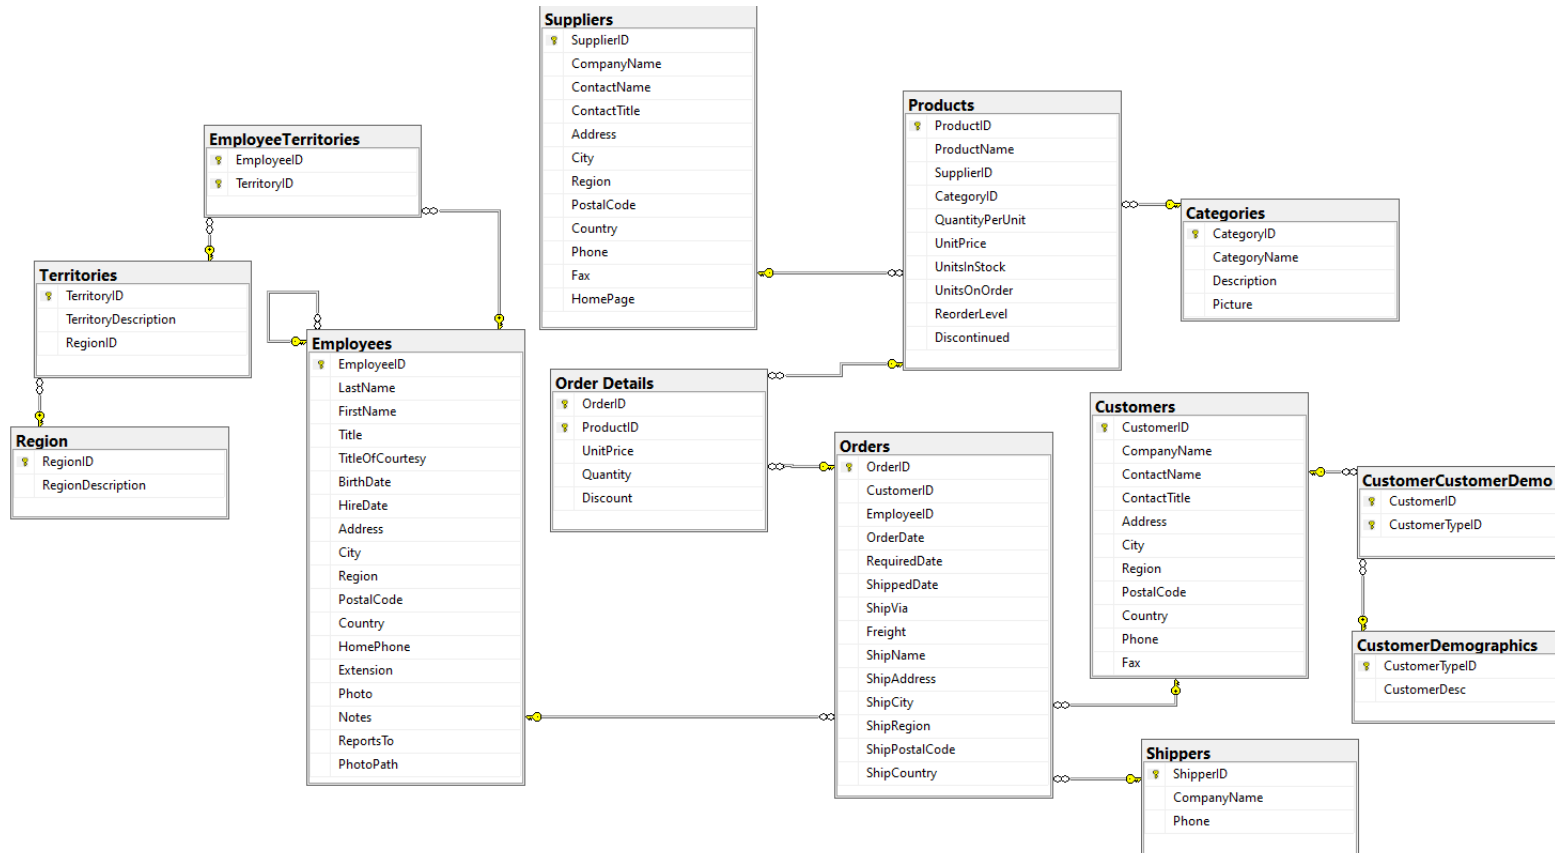 Suppliers
SupplierID
CompanyName
ContactName
ContactTitle
Address
City
Region
PostalCode
Country
Phone
Fax
HomePage
Products
ProductID
ProductName
SupplierID
CategoryID
QuantityPerUnit
UnitPrice
UnitsInStock
UnitsOnOrder
ReorderLevel
Discontinued
EmployeeTerritories
EmployeeID
TerritoryID
Categories
CategoryID
CategoryName
Description
Picture
Territories
TerritoryID
TerritoryDescription
RegionID
Employees
EmployeeID
LastName
FirstName
Title
TitleOfCourtesy
BirthDate
HireDate
Address
City
Region
PostalCode
Country
HomePhone
Extension
Photo
Notes
ReportsTo
PhotoPath
Order Details
OrderID
ProductID
UnitPrice
Quantity
Discount
Customers
CustomerID
CompanyName
ContactName
ContactTitle
Address
City
Region
PostalCode
Country
Phone
Fax
Region
RegionID
RegionDescription
Orders
OrderID
CustomerID
EmployeeID
OrderDate
RequiredDate
ShippedDate
ShipVia
Freight
ShipName
ShipAddress
ShipCity
ShipRegion
ShipPostalCode
ShipCountry
CustomerCustomerDemo
CustomerID
CustomerTypeID
CustomerDemographics
CustomerTypeID
CustomerDesc
Shippers
ShipperID
CompanyName
Phone